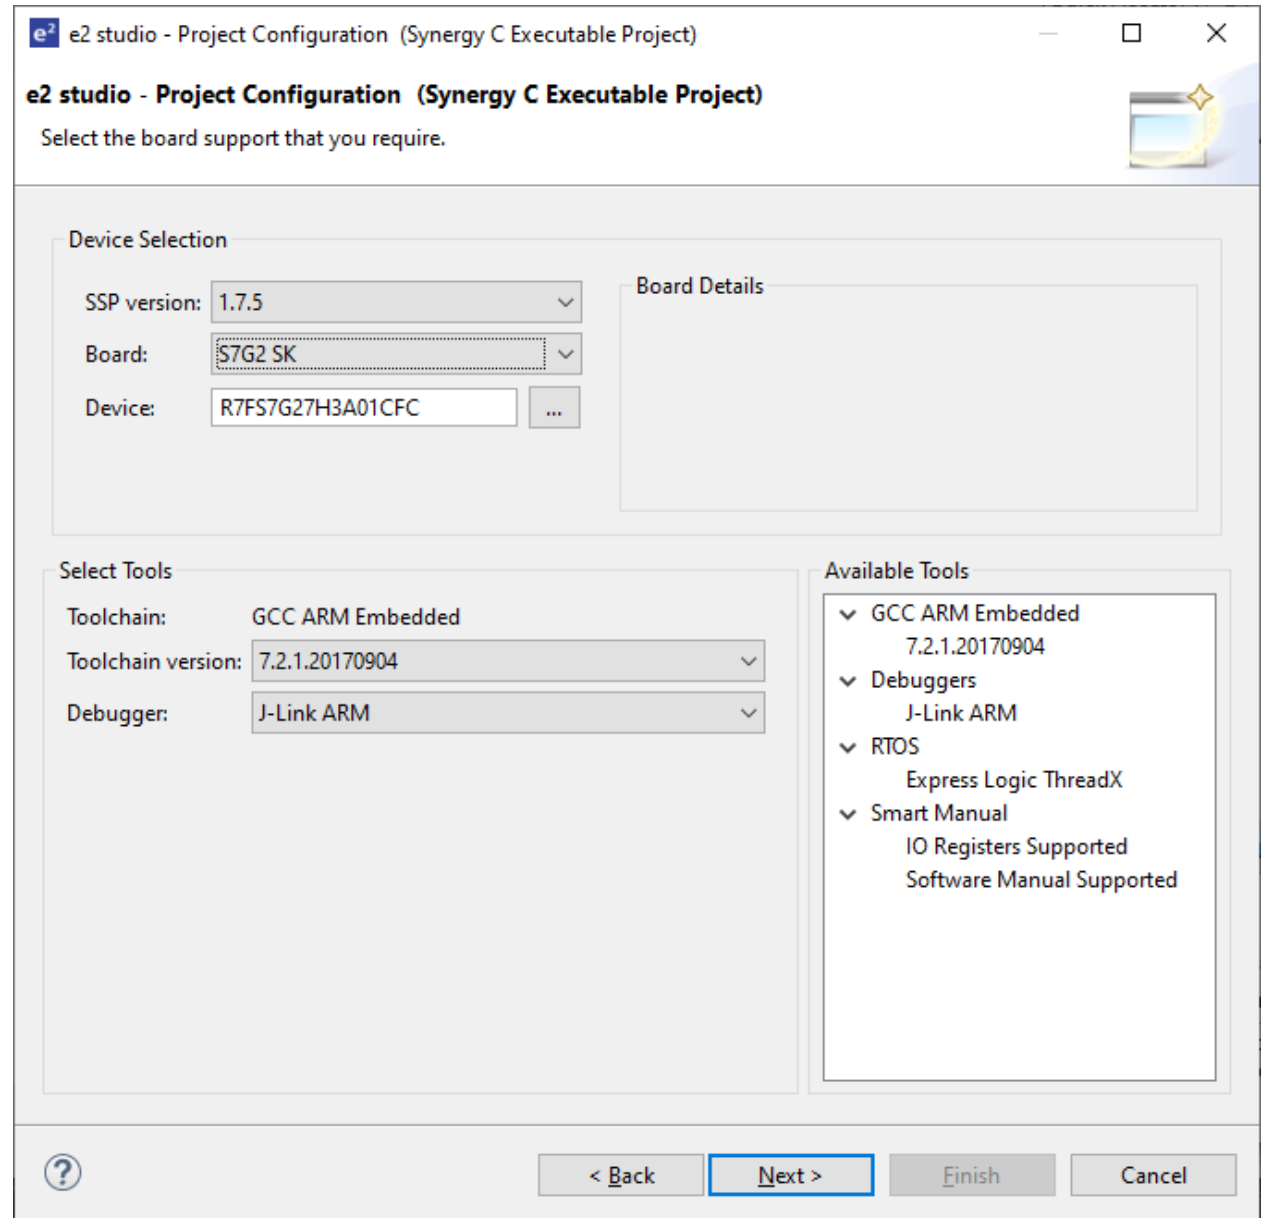 e² e2 studio - Project Configuration (Synergy C Executable Project)
e2 studio - Project Configuration (Synergy C Executable Project)
Select the board support that you require.
Device Selection
SSP version: 1.7.5
Board: S7G2 SK
Device: R7FS7G27H3A01CFC ...
Board Details
Select Tools
Toolchain: GCC ARM Embedded
Toolchain version: 7.2.1.20170904
Debugger: J-Link ARM
Available Tools
GCC ARM Embedded
7.2.1.20170904
Debuggers
J-Link ARM
RTOS
Express Logic ThreadX
Smart Manual
IO Registers Supported
Software Manual Supported
? < Back Next > Finish Cancel